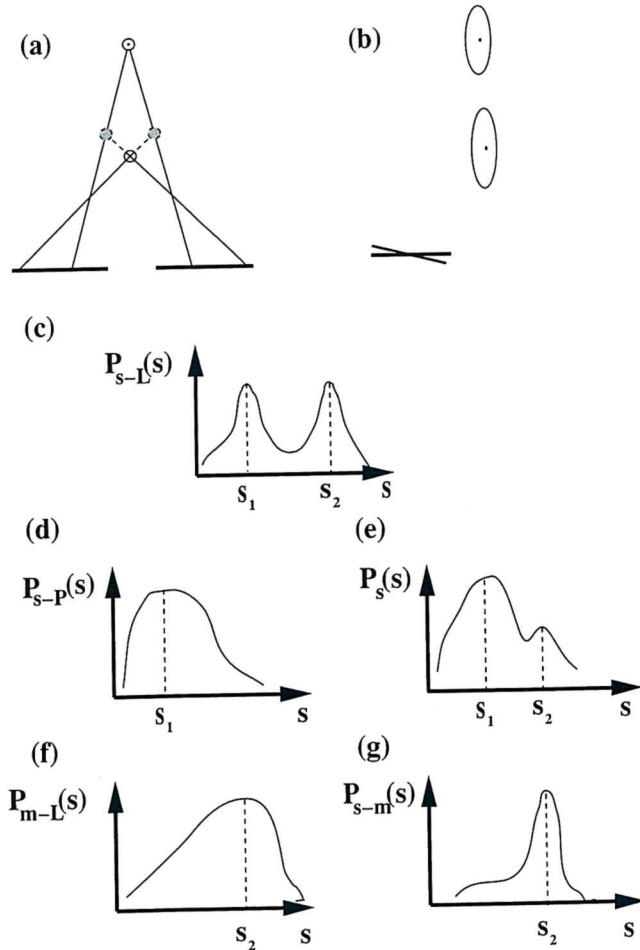 (a)
(b)
(c)
P_{s-L}(s)
s_1 s_2 s
(d)
(e)
P_{s-P}(s)
P_s(s)
s_1 s
s_1 s_2 s
(f)
(g)
P_{m-L}(s)
P_{s-m}(s)
s_2 s
s_2 s